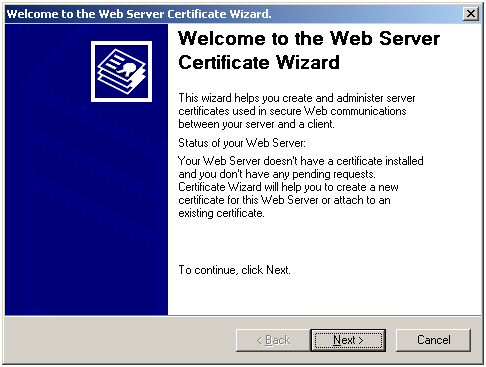 Welcome to the Web Server Certificate Wizard.
Welcome to the Web Server
Certificate Wizard
This wizard helps you create and administer server
certificates used in secure Web communications
between your server and a client.
Status of your Web Server:
Your Web Server doesn't have a certificate installed
and you don't have any pending requests.
Certificate Wizard will help you to create a new
certificate for this Web Server or attach to an
existing certificate.
To continue, click Next.
< Back
Next >
Cancel